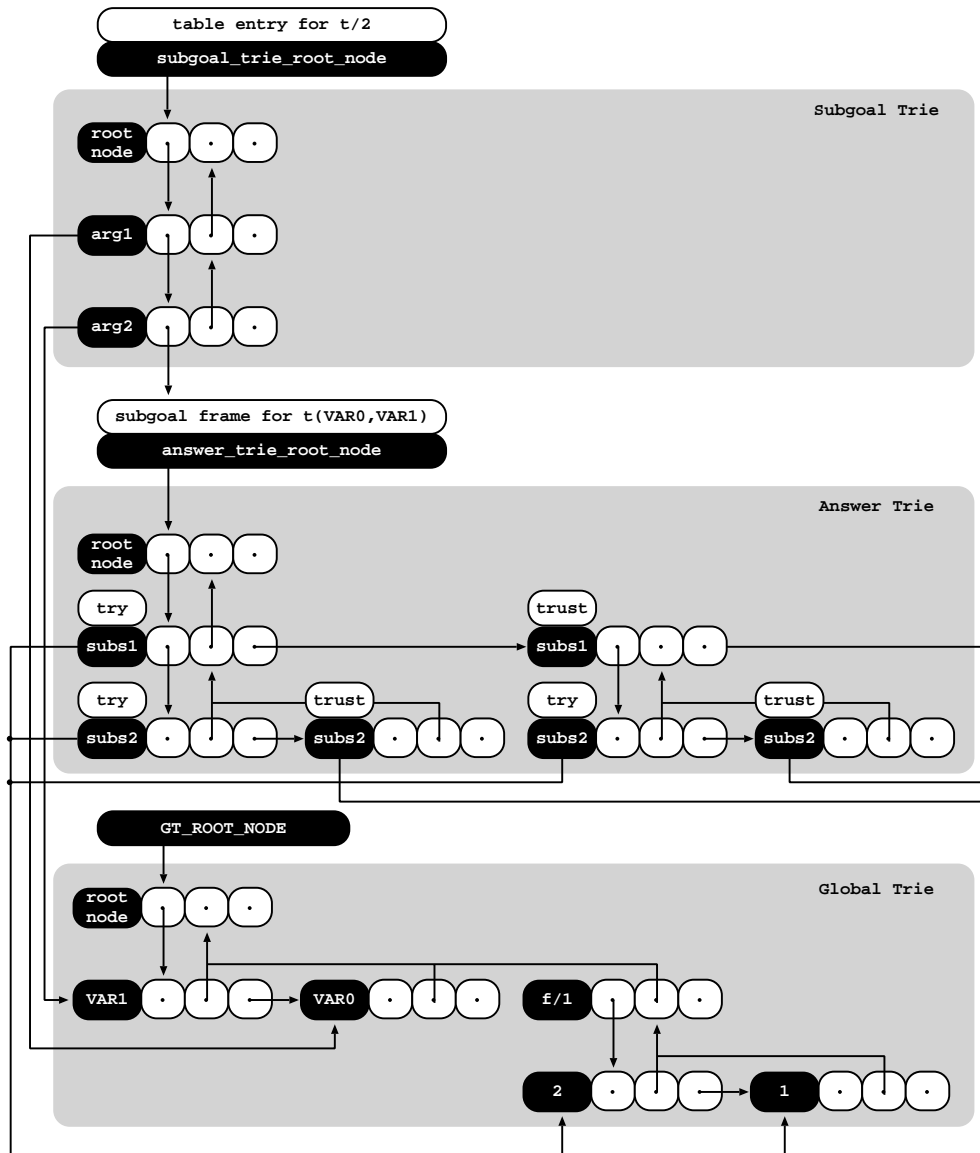 table entry for t/2
subgoal_trie_root_node
Subgoal Trie
root
node
arg1
arg2
subgoal frame for t(VAR0,VAR1)
answer_trie_root_node
Answer Trie
root
node
try
trust
subs1
subs1
try
trust
try
trust
subs2
subs2
subs2
subs2
GT_ROOT_NODE
Global Trie
root
node
VAR1
VAR0
f/1
2
1